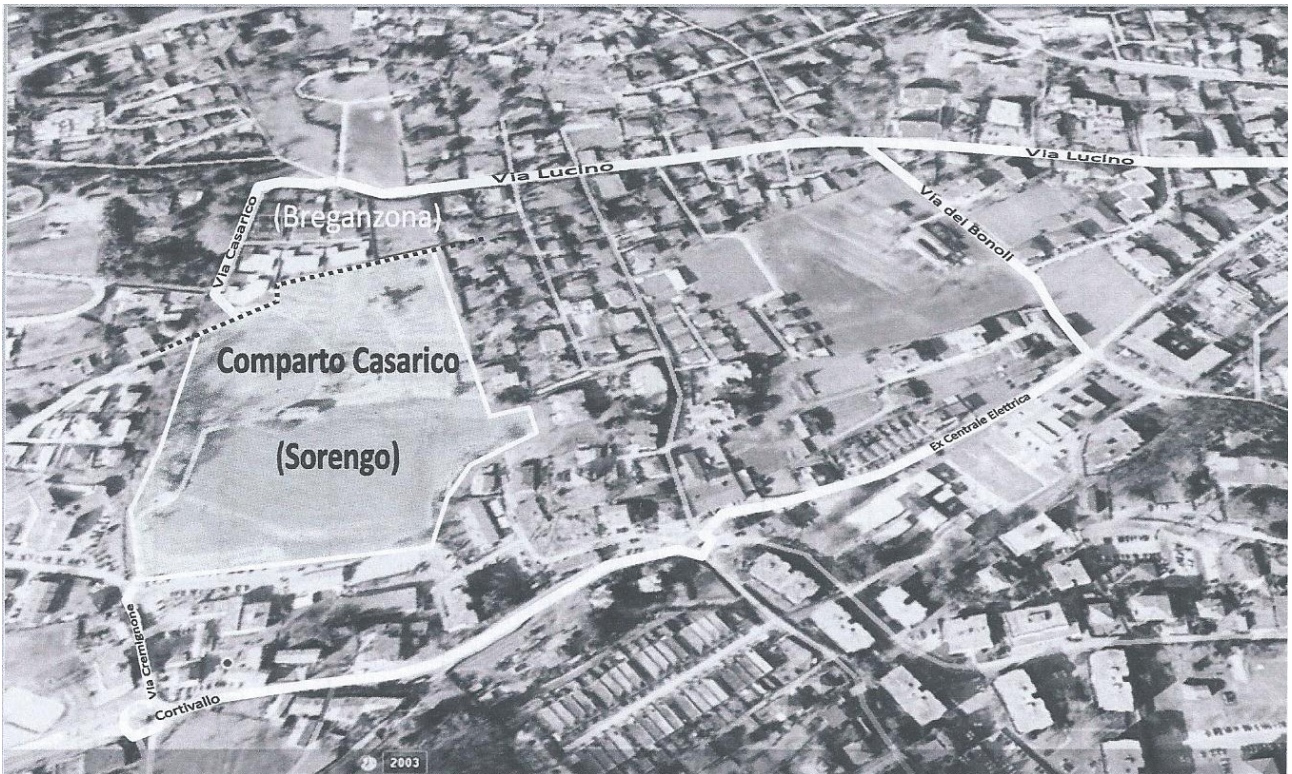 Via Lucino
Via Lucino
Via Casarico
(Breganzona)
Via del Bonoli
Comparto Casarico
(Sorengo)
Ex Centrale Elettrica
Via Cremignone
Cortivallo
2003